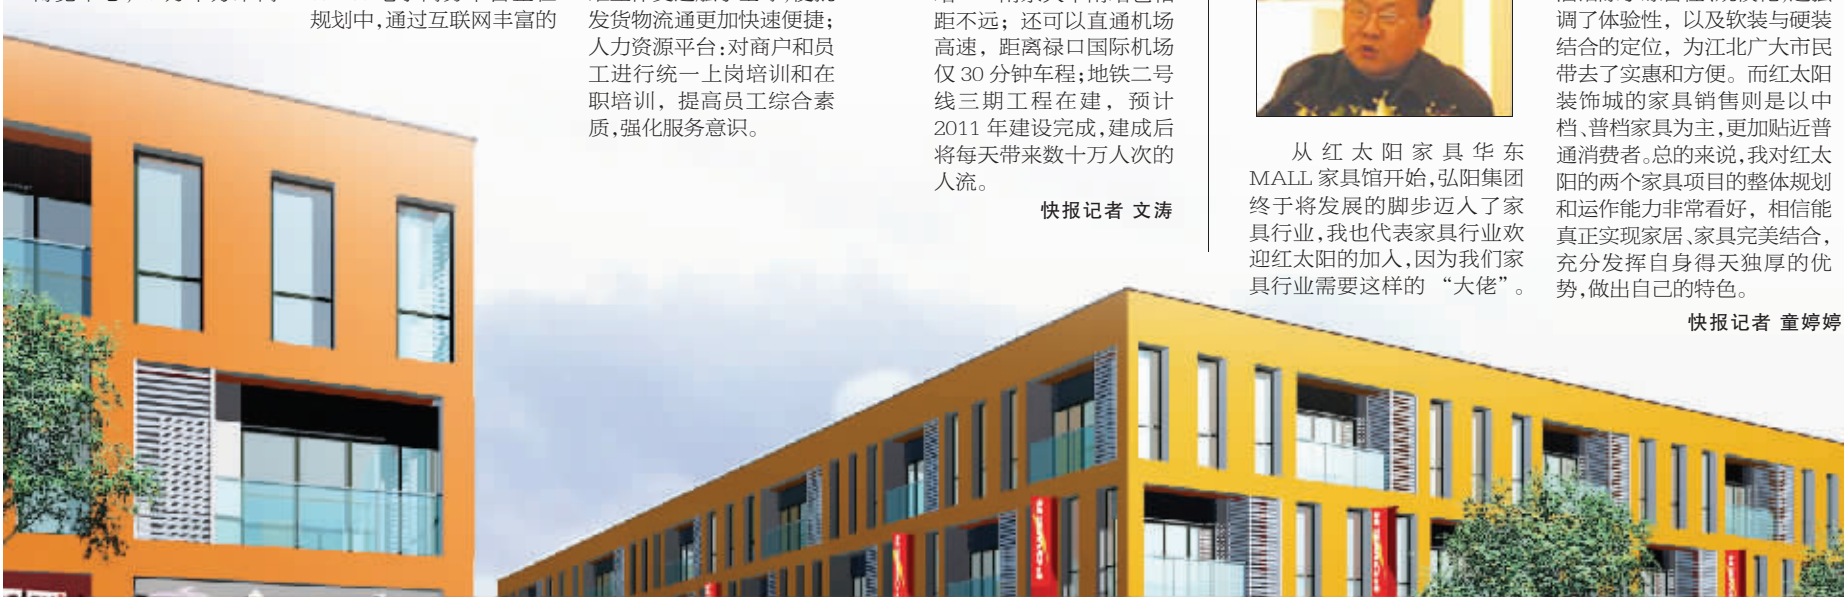 规划中,通过互联网丰富的
发货物流通更加快速便捷;
人力资源平台:对商户和员
工进行统一上岗培训和在
职培训，提高员工综合素
质,强化服务意识。
距不远；还可以直通机场
高速，距离禄口国际机场
仅 30 分钟车程;地铁二号
线三期工程在建，预计
2011 年建设完成,建成后
将每天带来数十万人次的
人流。
快报记者 文涛
从红太阳家具华东
MALL 家具馆开始,弘阳集团
终于将发展的脚步迈入了家
具行业,我也代表家具行业欢
迎红太阳的加入,因为我们家
具行业需要这样的 “大佬”。
调了体验性，以及软装与硬装
结合的定位，为江北广大市民
带去了实惠和方便。而红太阳
装饰城的家具销售则是以中
档、普档家具为主,更加贴近普
通消费者。总的来说,我对红太
阳的两个家具项目的整体规划
和运作能力非常看好，相信能
真正实现家居、家具完美结合,
充分发挥自身得天独厚的优
势,做出自己的特色。
快报记者 童婷婷
POWER
POWER